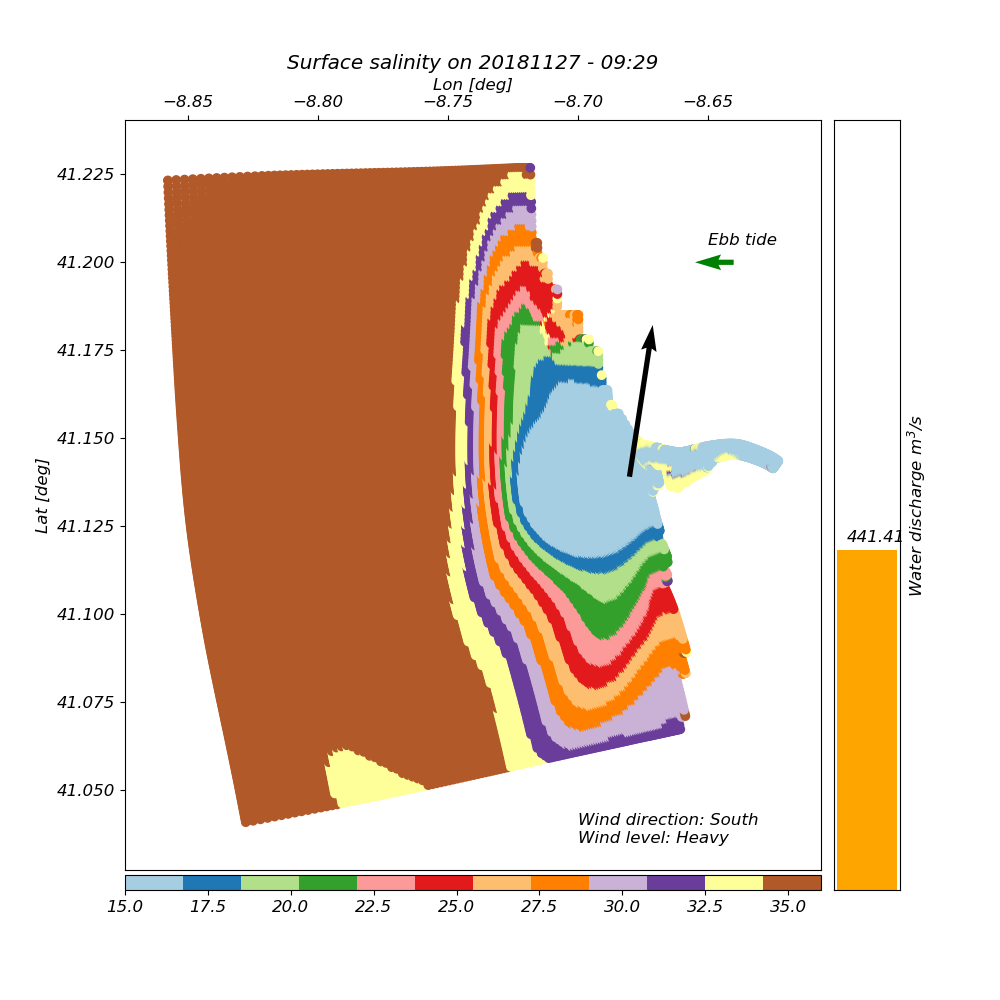 Surface salinity on 20181127 - 09:29
Lon [deg]
−8.85 −8.80 −8.75 −8.70 −8.65
41.225
41.200
41.175
41.150
41.125
41.100
41.075
41.050
Lat [deg]
Ebb tide
Wind direction: South
Wind level: Heavy
15.0 17.5 20.0 22.5 25.0 27.5 30.0 32.5 35.0
441.41
Water discharge m³/s